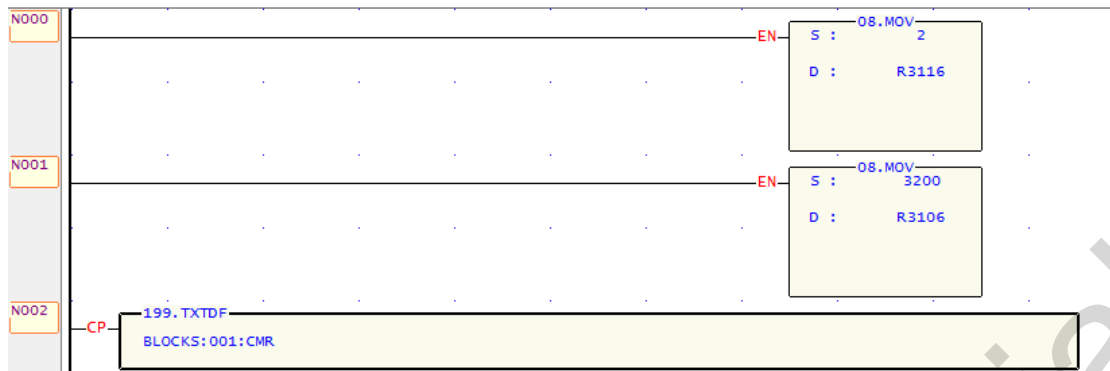 N000
08.MOV
EN
S : 2
D : R3116
N001
08.MOV
EN
S : 3200
D : R3106
N002
199.TXTDF
CP
BLOCKS:001:CMR